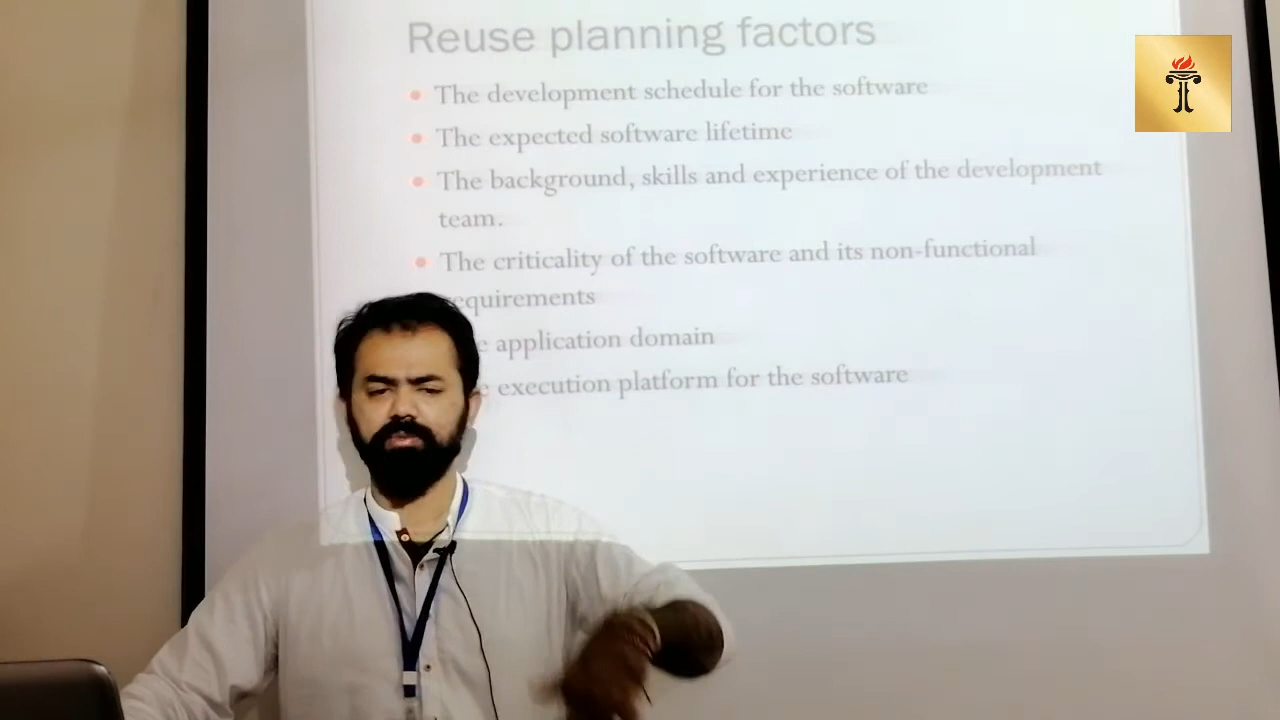 Reuse planning factors
The development schedule for the software
The expected software lifetime
The background, skills and experience of the development
team.
The criticality of the software and its non-functional
equirements
e application domain
e execution platform for the software